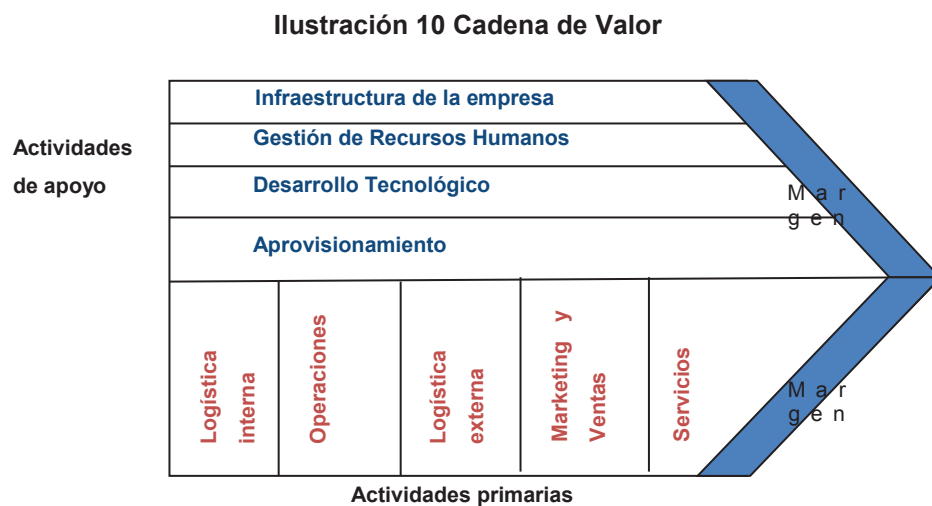 Ilustración 10 Cadena de Valor
Actividades
de apoyo
Infraestructura de la empresa
Gestión de Recursos Humanos
Desarrollo Tecnológico
Aprovisionamiento
M a r
g e n
Logística
interna
Operaciones
Logística
externa
Marketing y
Ventas
Servicios
M a r
g e n
Actividades primarias